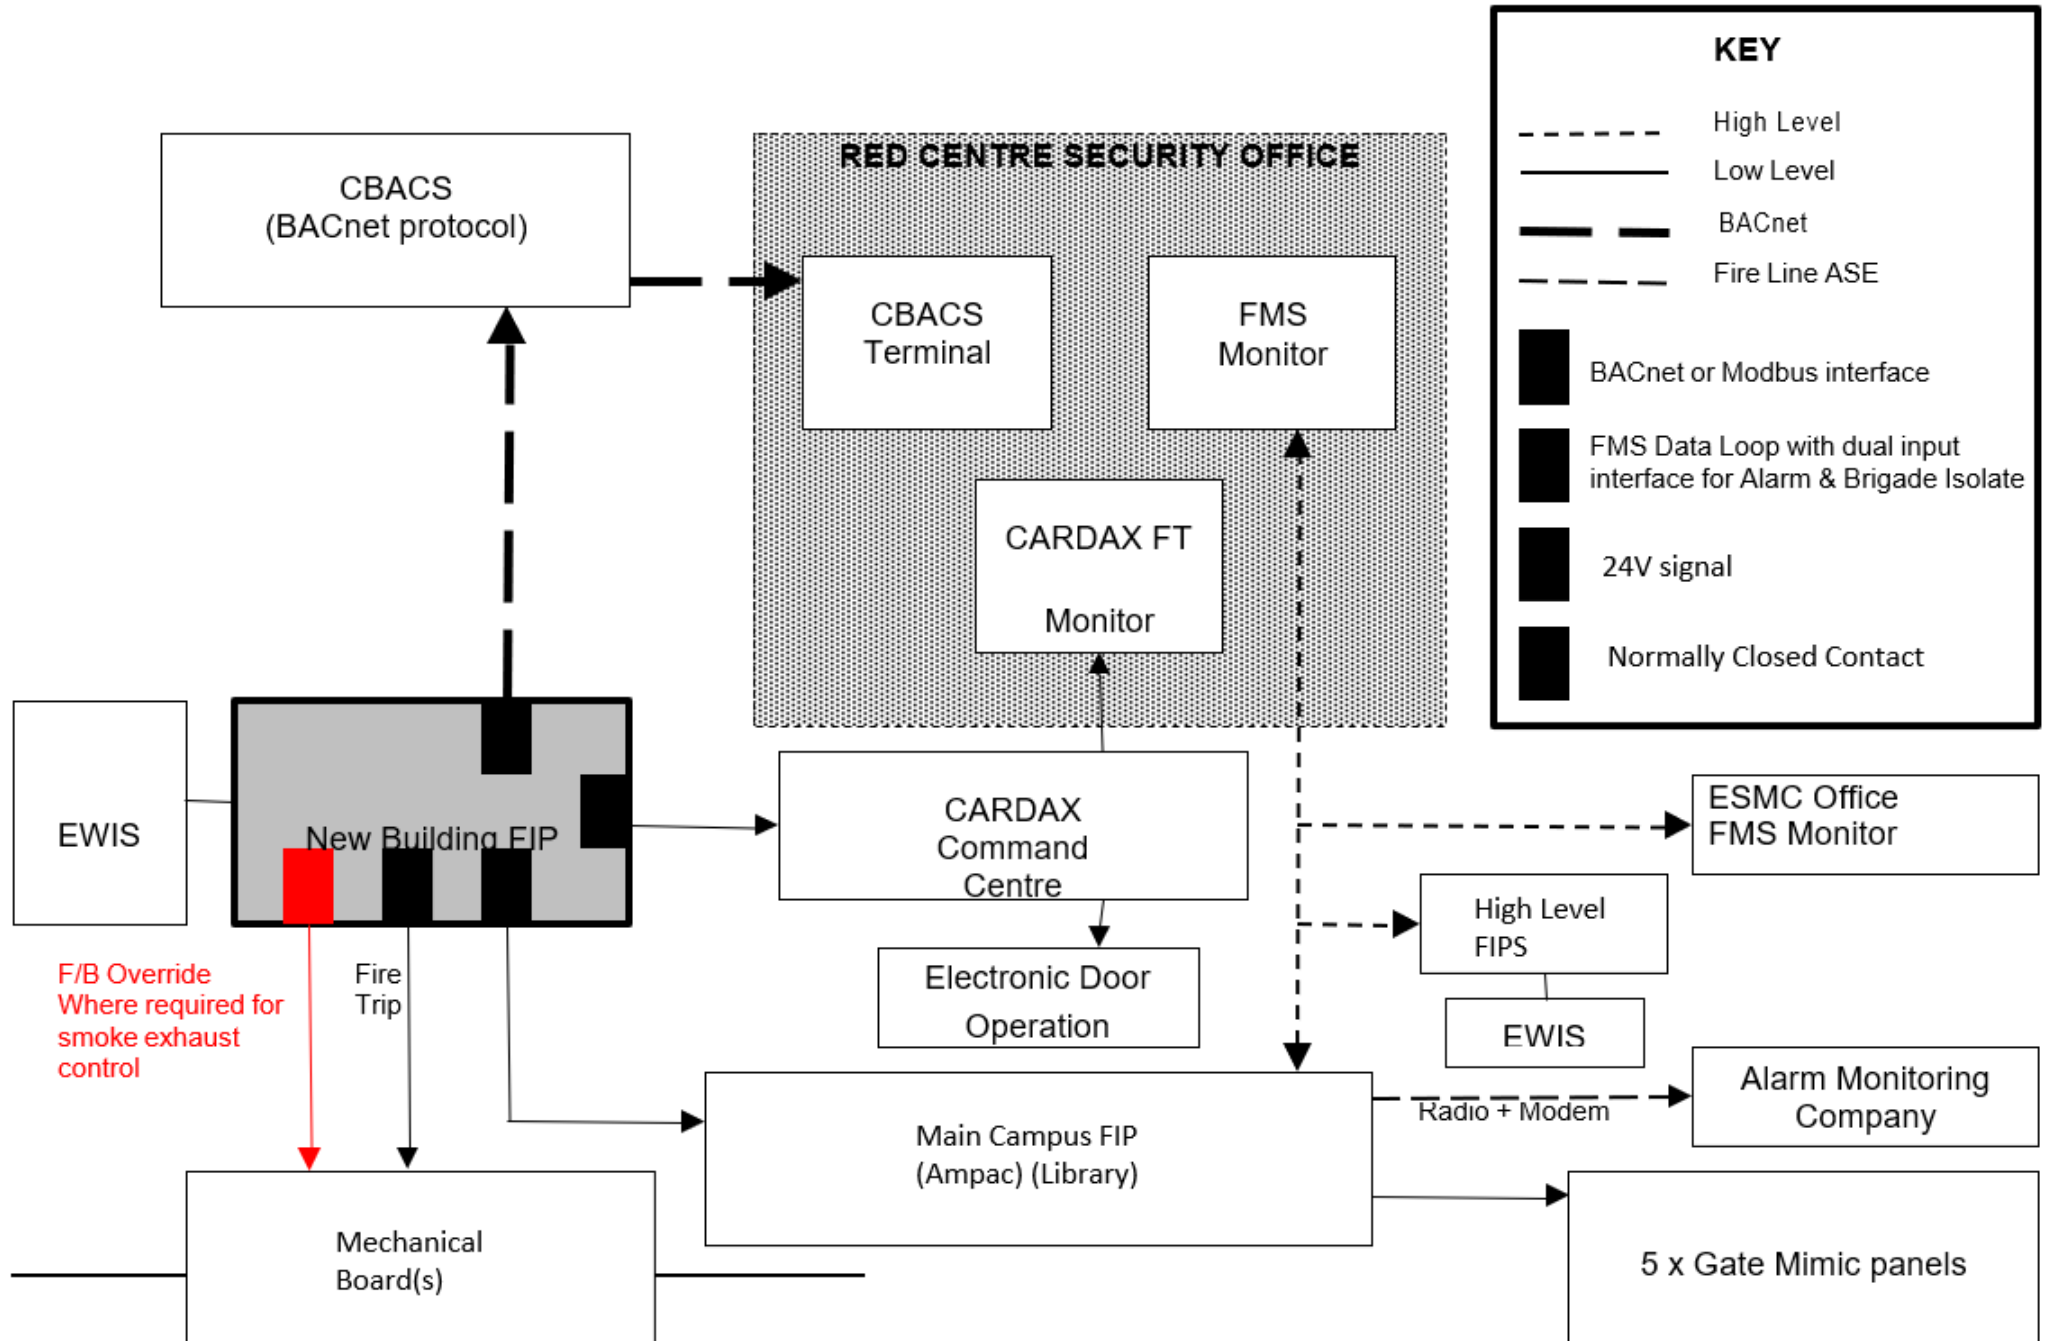 KEY
High Level
Low Level
BACnet
Fire Line ASE
BACnet or Modbus interface
FMS Data Loop with dual input
interface for Alarm & Brigade Isolate
24V signal
Normally Closed Contact
CBACS
(BACnet protocol)
RED CENTRE SECURITY OFFICE
CBACS
Terminal
FMS
Monitor
CARDAX FT
Monitor
EWIS
New Building FIP
CARDAX
Command
Centre
ESMC Office
FMS Monitor
High Level
FIPS
EWIS
F/B Override
Where required for
smoke exhaust
control
Fire
Trip
Electronic Door
Operation
Main Campus FIP
(Ampac) (Library)
Radio + Modem
Alarm Monitoring
Company
Mechanical
Board(s)
5 x Gate Mimic panels